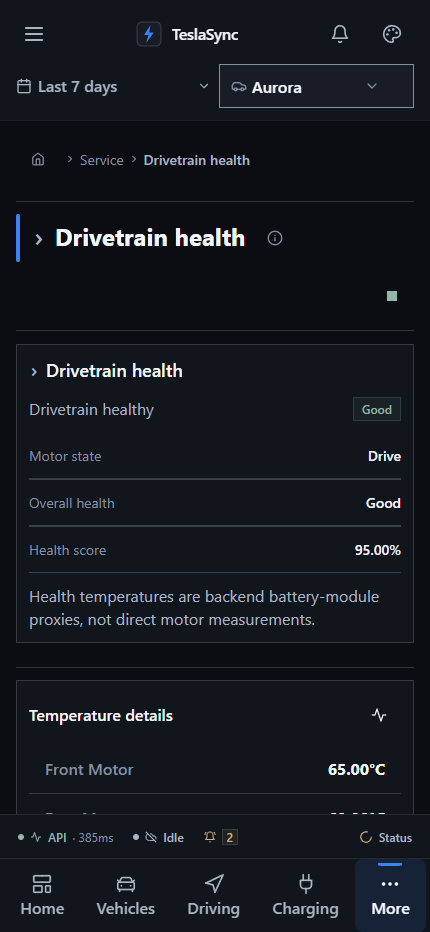 TeslaSync
Last 7 days
Aurora
Service
Drivetrain health
Drivetrain health
Drivetrain health
Drivetrain healthy
Good
Motor state
Drive
Overall health
Good
Health score
95.00%
Health temperatures are backend battery-module
proxies, not direct motor measurements.
Temperature details
Front Motor
65.00°C
API · 385ms
Idle
2
Status
Home
Vehicles
Driving
Charging
More